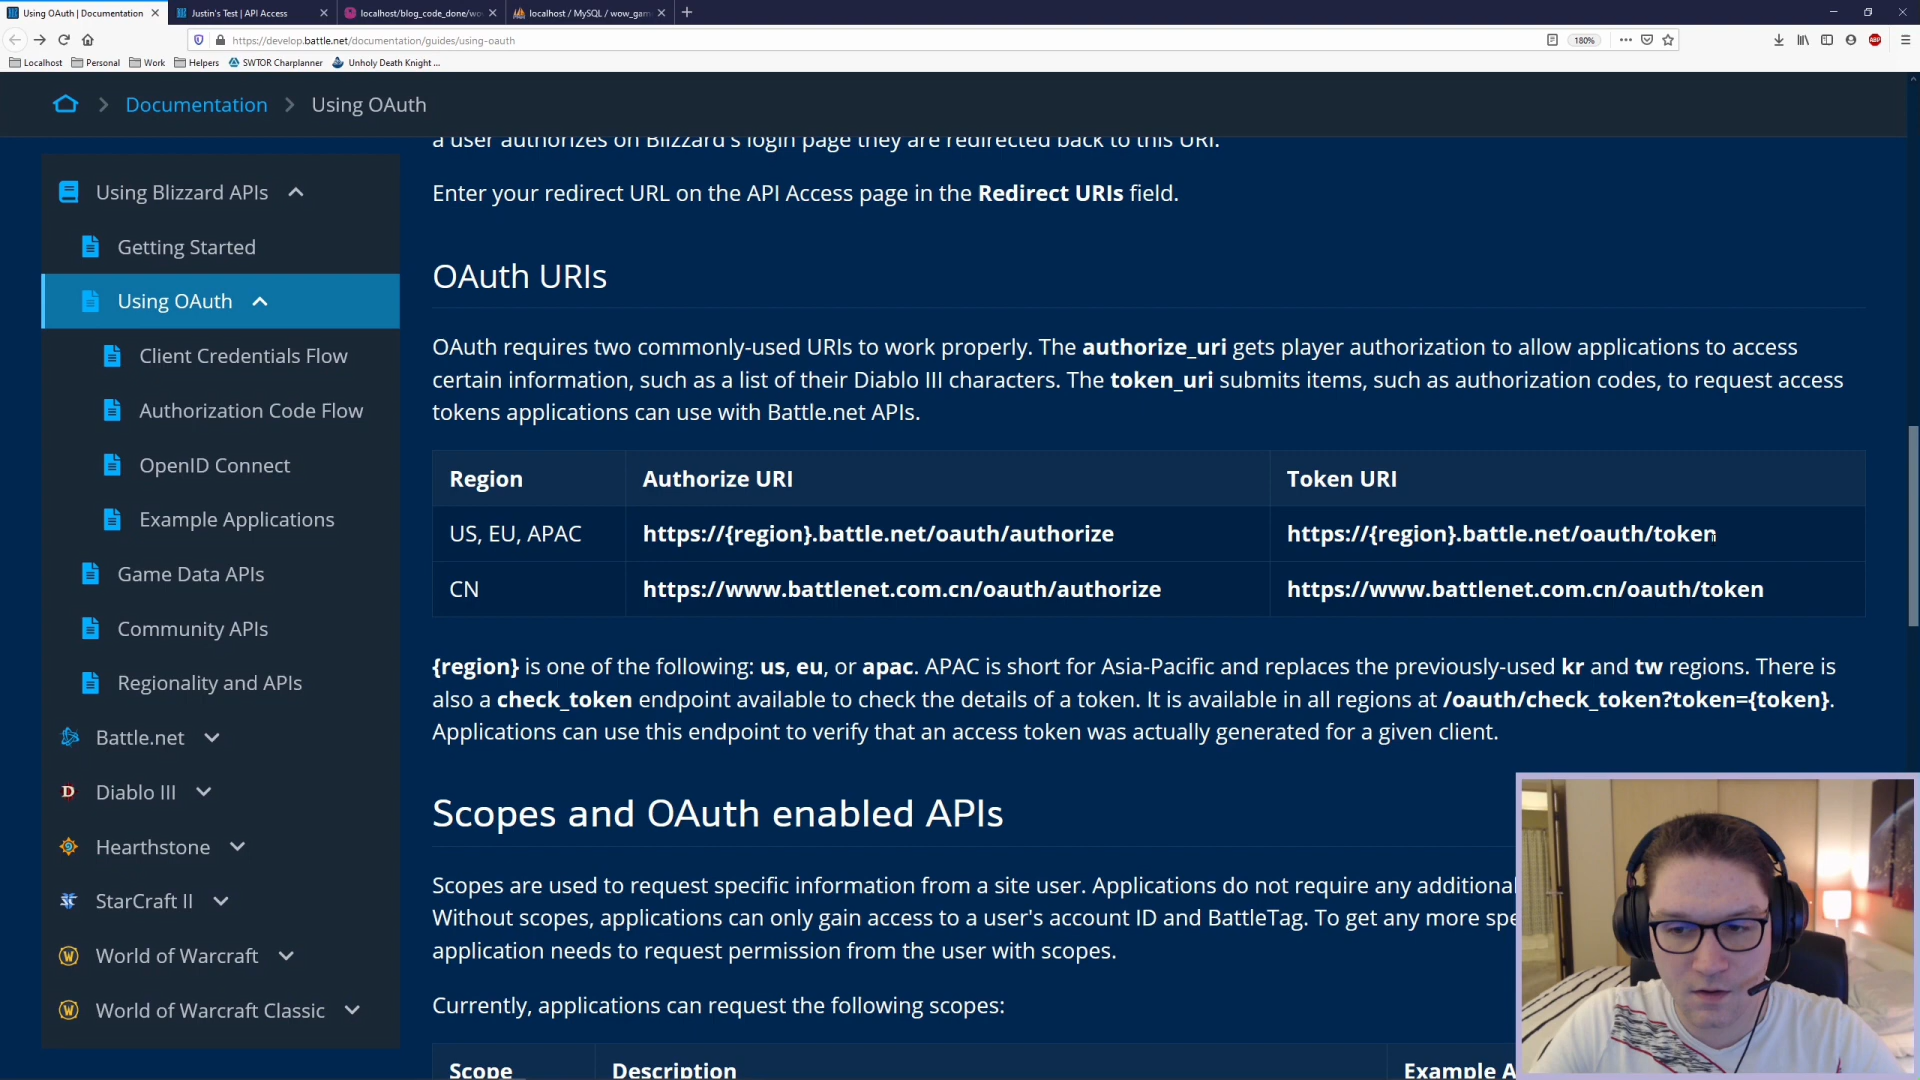 Using OAuth | Documentation
Justin's Test | API Access
localhost/blog_code_done/wo
localhost / MySQL / wow_gam
https://develop.battle.net/documentation/guides/using-oauth
180%
Localhost
Personal
Work
Helpers
SWTOR Charplanner
Unholy Death Knight ...
Documentation
Using OAuth
Using Blizzard APIs
Getting Started
Using OAuth
Client Credentials Flow
Authorization Code Flow
OpenID Connect
Example Applications
Game Data APIs
Community APIs
Regionality and APIs
Battle.net
Diablo III
Hearthstone
StarCraft II
World of Warcraft
World of Warcraft Classic
a user authorizes on Blizzard's login page they are redirected back to this URI.
Enter your redirect URL on the API Access page in the Redirect URIs field.
OAuth URIs
OAuth requires two commonly-used URIs to work properly. The authorize_uri gets player authorization to allow applications to access
certain information, such as a list of their Diablo III characters. The token_uri submits items, such as authorization codes, to request access
tokens applications can use with Battle.net APIs.
Region Authorize URI Token URI
US, EU, APAC https://{region}.battle.net/oauth/authorize https://{region}.battle.net/oauth/token
CN https://www.battlenet.com.cn/oauth/authorize https://www.battlenet.com.cn/oauth/token
{region} is one of the following: us, eu, or apac. APAC is short for Asia-Pacific and replaces the previously-used kr and tw regions. There is
also a check_token endpoint available to check the details of a token. It is available in all regions at /oauth/check_token?token={token}.
Applications can use this endpoint to verify that an access token was actually generated for a given client.
Scopes and OAuth enabled APIs
Scopes are used to request specific information from a site user. Applications do not require any additional
Without scopes, applications can only gain access to a user's account ID and BattleTag. To get any more spe
application needs to request permission from the user with scopes.
Currently, applications can request the following scopes:
Scope Description Example A